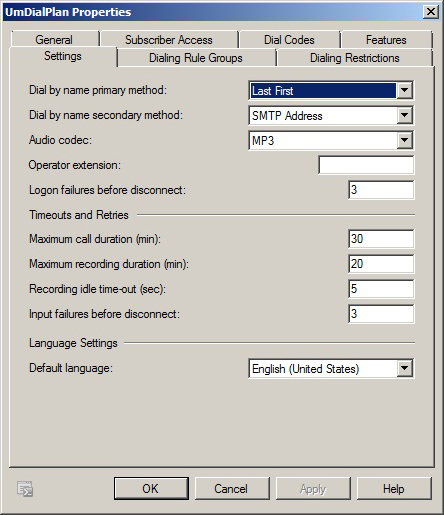 UmDialPlan Properties
General Subscriber Access Dial Codes Features
Settings Dialing Rule Groups Dialing Restrictions
Dial by name primary method: Last First
Dial by name secondary method: SMTP Address
Audio codec: MP3
Operator extension:
Logon failures before disconnect: 3
Timeouts and Retries
Maximum call duration (min): 30
Maximum recording duration (min): 20
Recording idle time-out (sec): 5
Input failures before disconnect: 3
Language Settings
Default language: English (United States)
OK Cancel Apply Help